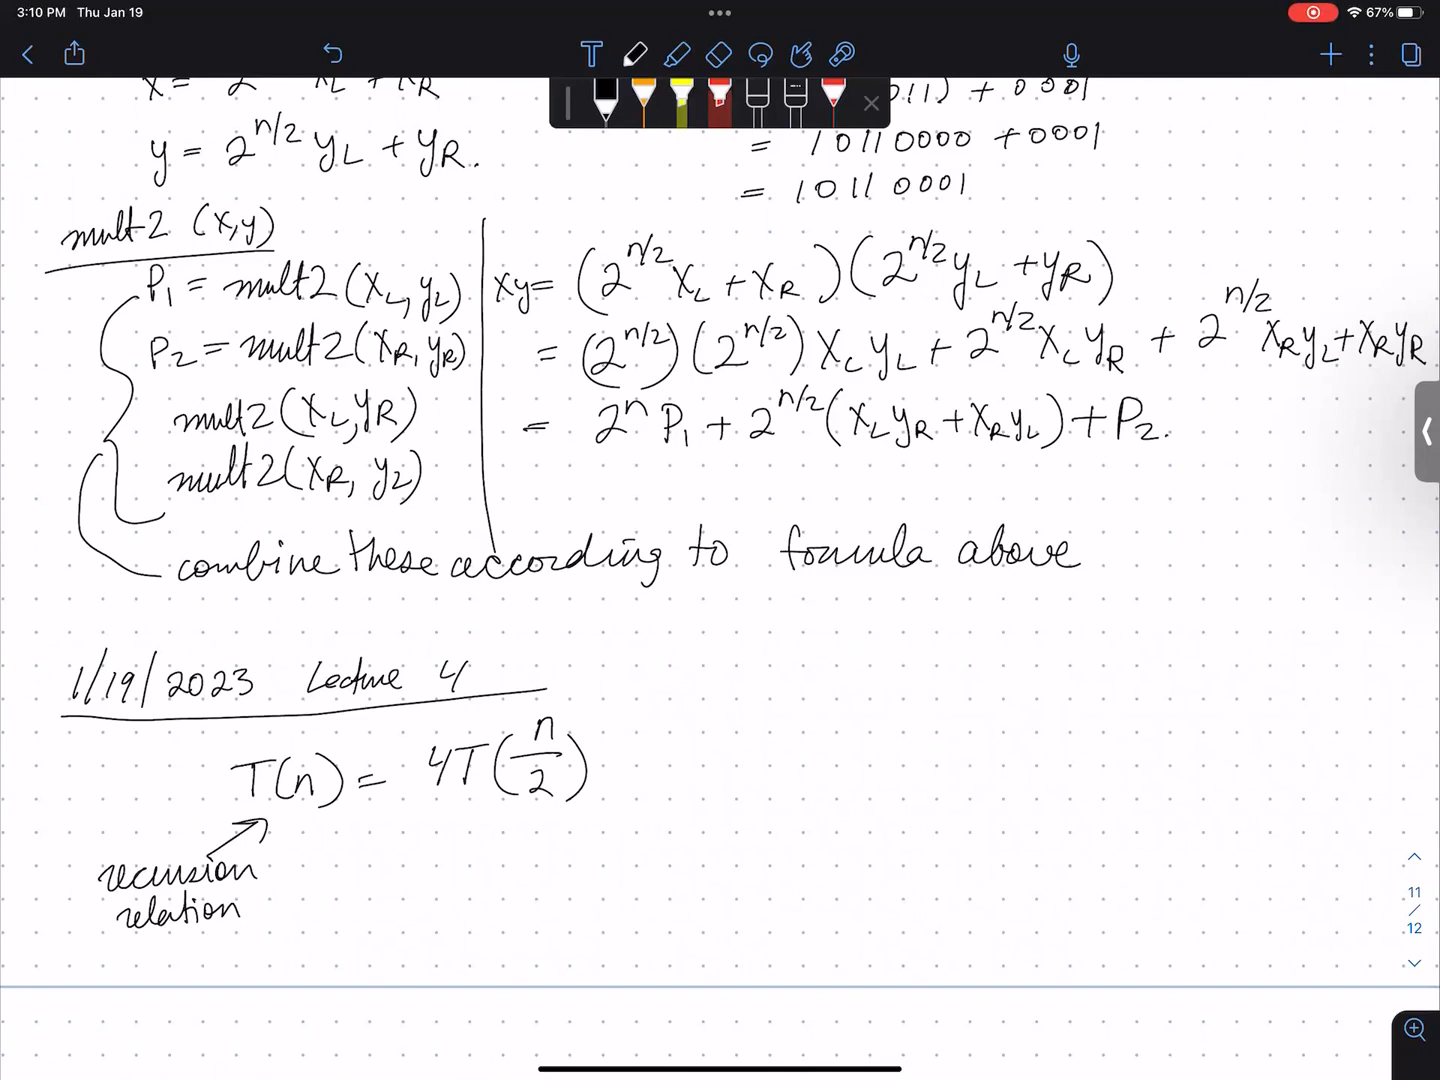 3:10 PM Thu Jan 19
67%
y = 2^{n/2} y_L + y_R.
= 10110000 + 0001
= 10110001
mult2 (x,y)
P_1 = mult2(x_L, y_L)
P_2 = mult2(x_R, y_R)
mult2(x_L, y_R)
mult2(x_R, y_L)
xy = (2^{n/2} x_L + x_R)(2^{n/2} y_L + y_R)
= (2^{n/2})(2^{n/2}) x_L y_L + 2^{n/2} x_L y_R + 2^{n/2} x_R y_L + x_R y_R
= 2^n P_1 + 2^{n/2}(x_L y_R + x_R y_L) + P_2.
combine these according to formula above
1/19/2023 Lecture 4
T(n) = 4T(n/2)
recursion
relation
11
/
12